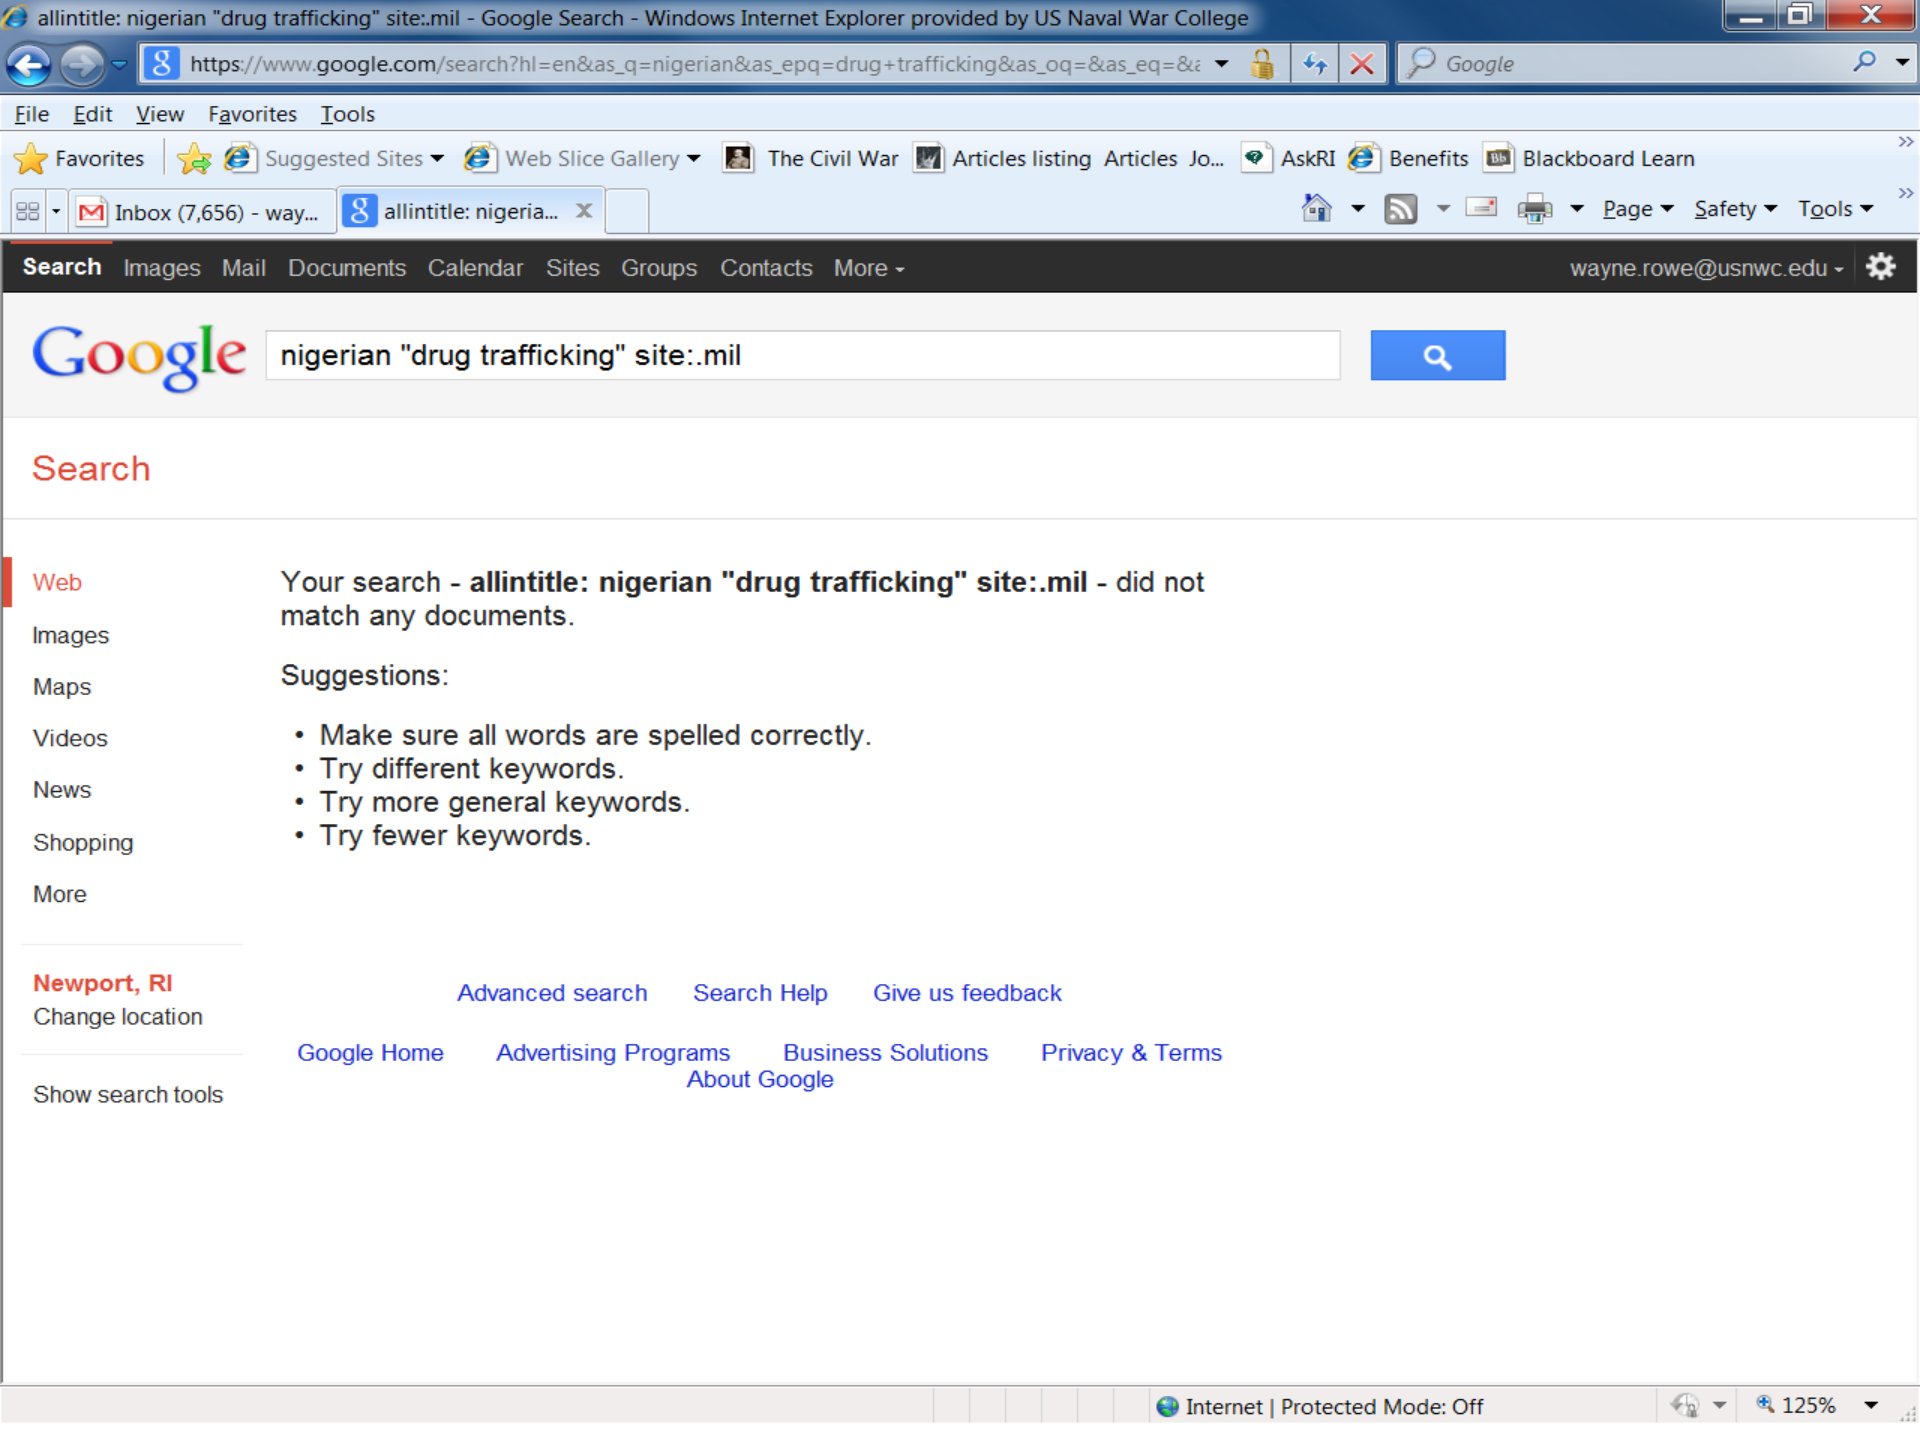 allintitle: nigerian "drug trafficking" site:.mil - Google Search - Windows Internet Explorer provided by US Naval War College
https://www.google.com/search?hl=en&as_q=nigerian&as_epq=drug+trafficking&as_oq=&as_eq=&
Google
File Edit View Favorites Tools
Favorites Suggested Sites Web Slice Gallery The Civil War Articles listing Articles Jo... AskRI Benefits Bb Blackboard Learn
Inbox (7,656) - way... allintitle: nigeria... Page Safety Tools
Search Images Mail Documents Calendar Sites Groups Contacts More wayne.rowe@usnwc.edu
Google nigerian "drug trafficking" site:.mil
Search
Web
Images
Maps
Videos
News
Shopping
More
Newport, RI
Change location
Show search tools
Your search - allintitle: nigerian "drug trafficking" site:.mil - did not
match any documents.
Suggestions:
• Make sure all words are spelled correctly.
• Try different keywords.
• Try more general keywords.
• Try fewer keywords.
Advanced search Search Help Give us feedback
Google Home Advertising Programs Business Solutions Privacy & Terms
About Google
Internet | Protected Mode: Off 125%